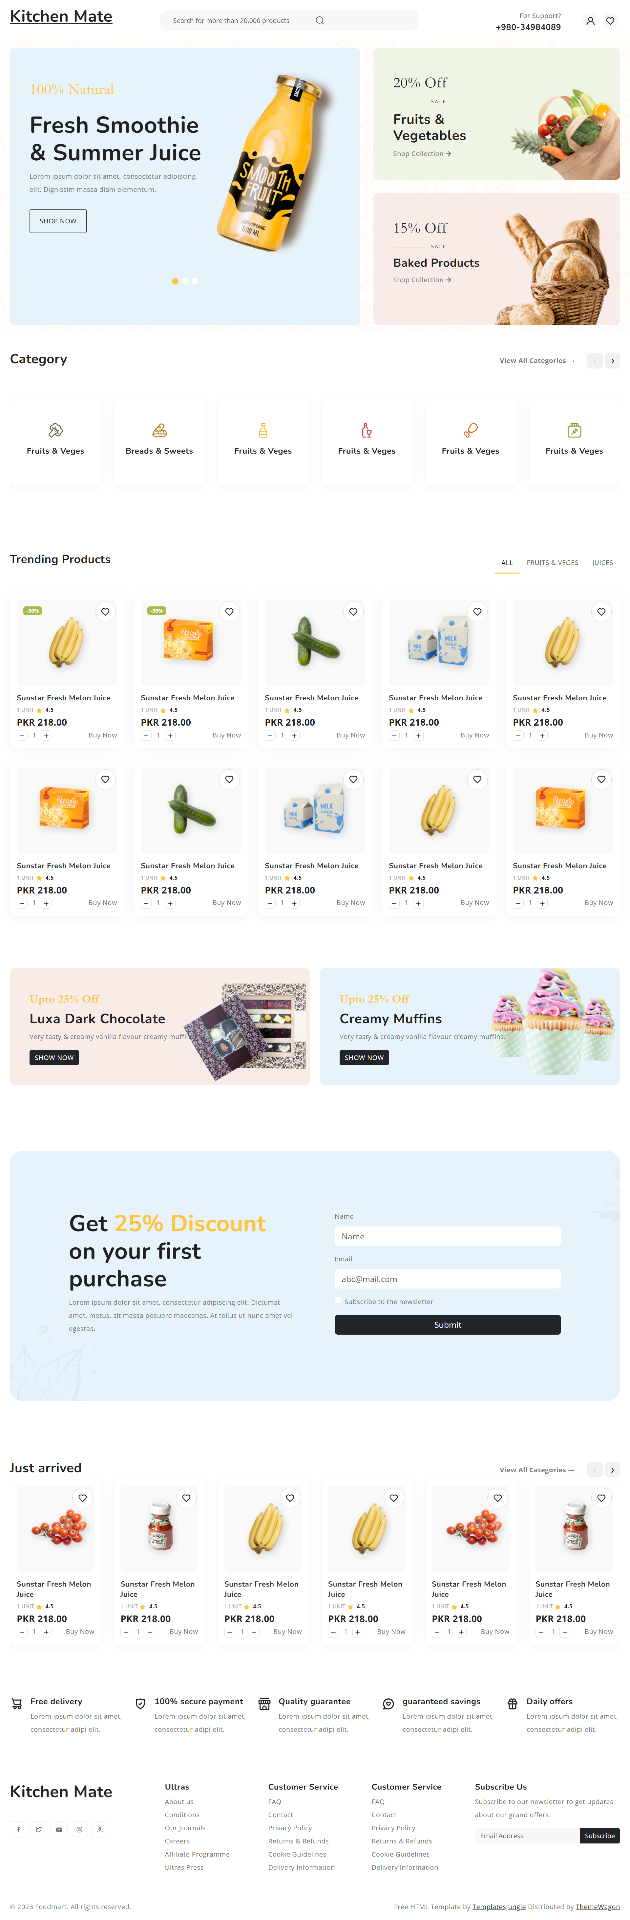 Kitchen Mate
Search for more than 20,000 products
For Support?
+980-34984089
100% Natural
Fresh Smoothie
& Summer Juice
Lorem ipsum dolor sit amet, consectetur adipiscing
elit. Dignissim massa diam elementum.
SHOP NOW
SMOOTH
FRUIT
500 ML
20% Off
SALE
Fruits &
Vegetables
Shop Collection →
15% Off
SALE
Baked Products
Shop Collection →
Category
View All Categories →
Fruits & Veges
Breads & Sweets
Fruits & Veges
Fruits & Veges
Fruits & Veges
Fruits & Veges
Trending Products
ALL
FRUITS & VEGES
JUICES
-30%
Sunstar Fresh Melon Juice
1 UNIT 4.5
PKR 218.00
− 1 + Buy Now
-30%
Sunstar Fresh Melon Juice
1 UNIT 4.5
PKR 218.00
− 1 + Buy Now
Sunstar Fresh Melon Juice
1 UNIT 4.5
PKR 218.00
− 1 + Buy Now
MILK
MILK
Sunstar Fresh Melon Juice
1 UNIT 4.5
PKR 218.00
− 1 + Buy Now
Sunstar Fresh Melon Juice
1 UNIT 4.5
PKR 218.00
− 1 + Buy Now
Sunstar Fresh Melon Juice
1 UNIT 4.5
PKR 218.00
− 1 + Buy Now
Sunstar Fresh Melon Juice
1 UNIT 4.5
PKR 218.00
− 1 + Buy Now
MILK
MILK
Sunstar Fresh Melon Juice
1 UNIT 4.5
PKR 218.00
− 1 + Buy Now
Sunstar Fresh Melon Juice
1 UNIT 4.5
PKR 218.00
− 1 + Buy Now
Sunstar Fresh Melon Juice
1 UNIT 4.5
PKR 218.00
− 1 + Buy Now
Upto 25% Off
Luxa Dark Chocolate
Very tasty & creamy vanilla flavour creamy muffins.
SHOW NOW
Upto 25% Off
Creamy Muffins
Very tasty & creamy vanilla flavour creamy muffins.
SHOW NOW
Get 25% Discount
on your first
purchase
Lorem ipsum dolor sit amet, consectetur adipiscing elit. Dictumst
amet, metus, sit massa posuere maecenas. At tellus ut nunc amet vel
egestas.
Name
Name
Email
abc@mail.com
Subscribe to the newsletter
Submit
Just arrived
View All Categories →
Sunstar Fresh Melon
Juice
1 UNIT 4.5
PKR 218.00
− 1 + Buy Now
Sunstar Fresh Melon
Juice
1 UNIT 4.5
PKR 218.00
− 1 + Buy Now
Sunstar Fresh Melon
Juice
1 UNIT 4.5
PKR 218.00
− 1 + Buy Now
Sunstar Fresh Melon
Juice
1 UNIT 4.5
PKR 218.00
− 1 + Buy Now
Sunstar Fresh Melon
Juice
1 UNIT 4.5
PKR 218.00
− 1 + Buy Now
Sunstar Fresh Melon
Juice
1 UNIT 4.5
PKR 218.00
− 1 + Buy Now
Free delivery
Lorem ipsum dolor sit amet,
consectetur adipi elit.
100% secure payment
Lorem ipsum dolor sit amet,
consectetur adipi elit.
Quality guarantee
Lorem ipsum dolor sit amet,
consectetur adipi elit.
guaranteed savings
Lorem ipsum dolor sit amet,
consectetur adipi elit.
Daily offers
Lorem ipsum dolor sit amet,
consectetur adipi elit.
Kitchen Mate
Ultras
About us
Conditions
Our Journals
Careers
Affiliate Programme
Ultras Press
Customer Service
FAQ
Contact
Privacy Policy
Returns & Refunds
Cookie Guidelines
Delivery Information
Customer Service
FAQ
Contact
Privacy Policy
Returns & Refunds
Cookie Guidelines
Delivery Information
Subscribe Us
Subscribe to our newsletter to get updates
about our grand offers.
Email Address
Subscribe
© 2023 Foodmart. All rights reserved.
Free HTML Template by TemplatesJungle Distributed by ThemeWagon